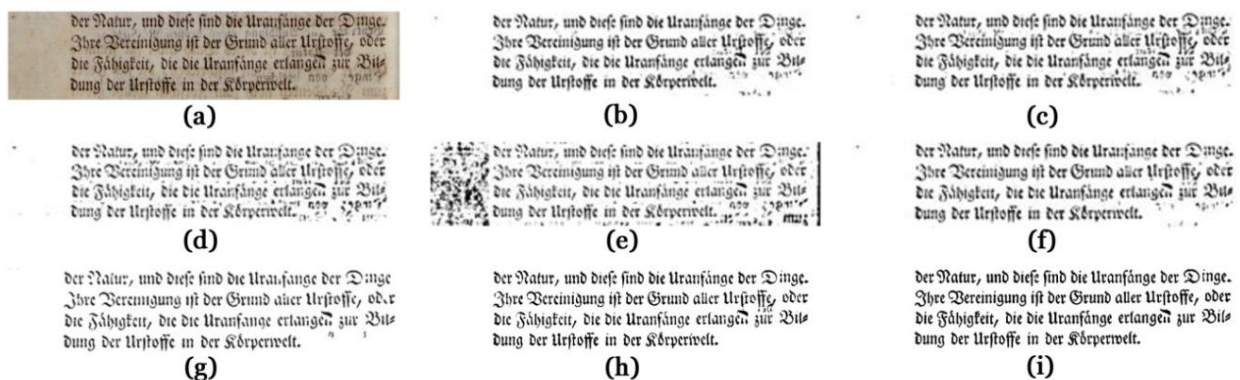 der Natur, und dieſe ſind die Uranfänge der Dinge.
Ihre Vereinigung iſt der Grund aller Urſtoffe, oder
die Fähigkeit, die die Uranfänge erlangen zur Bil⸗
dung der Urſtoffe in der Körperwelt.
(a)
der Natur, und dieſe ſind die Uranfänge der Dinge.
Ihre Vereinigung iſt der Grund aller Urſtoffe, oder
die Fähigkeit, die die Uranfänge erlangen zur Bil⸗
dung der Urſtoffe in der Körperwelt.
(b)
der Natur, und dieſe ſind die Uranfänge der Dinge.
Ihre Vereinigung iſt der Grund aller Urſtoffe, oder
die Fähigkeit, die die Uranfänge erlangen zur Bil⸗
dung der Urſtoffe in der Körperwelt.
(c)
der Natur, und dieſe ſind die Uranfänge der Dinge.
Ihre Vereinigung iſt der Grund aller Urſtoffe, oder
die Fähigkeit, die die Uranfänge erlangen zur Bil⸗
dung der Urſtoffe in der Körperwelt.
(d)
der Natur, und dieſe ſind die Uranfänge der Dinge.
Ihre Vereinigung iſt der Grund aller Urſtoffe, oder
die Fähigkeit, die die Uranfänge erlangen zur Bil⸗
dung der Urſtoffe in der Körperwelt.
(e)
der Natur, und dieſe ſind die Uranfänge der Dinge.
Ihre Vereinigung iſt der Grund aller Urſtoffe, oder
die Fähigkeit, die die Uranfänge erlangen zur Bil⸗
dung der Urſtoffe in der Körperwelt.
(f)
der Natur, und dieſe ſind die Uranfange der Dinge
Ihre Vereinigung iſt der Grund aller Urſtoffe, oder
die Fähigkeit, die die Uranfange erlangen zur Bil⸗
dung der Urſtoffe in der Körperwelt.
(g)
der Natur, und dieſe ſind die Uranfänge der Dinge.
Ihre Vereinigung iſt der Grund aller Urſtoffe, oder
die Fähigkeit, die die Uranfänge erlangen zur Bil⸗
dung der Urſtoffe in der Körperwelt.
(h)
der Natur, und dieſe ſind die Uranfänge der Dinge.
Ihre Vereinigung iſt der Grund aller Urſtoffe, oder
die Fähigkeit, die die Uranfänge erlangen zur Bil⸗
dung der Urſtoffe in der Körperwelt.
(i)